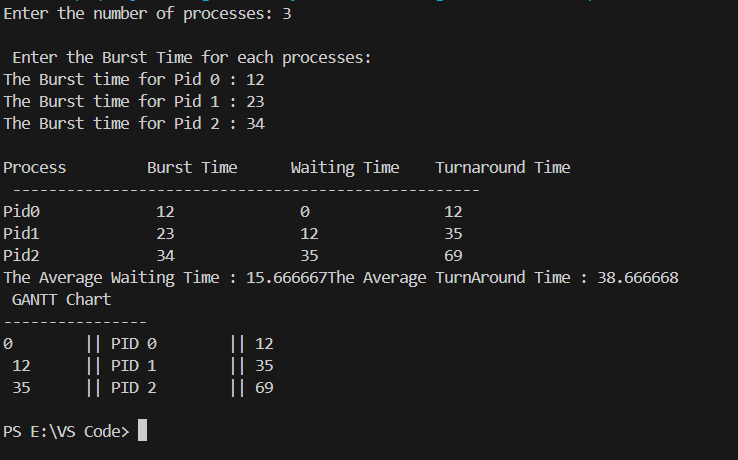 Enter the number of processes: 3
Enter the Burst Time for each processes:
The Burst time for Pid 0 : 12
The Burst time for Pid 1 : 23
The Burst time for Pid 2 : 34
Process Burst Time Waiting Time Turnaround Time
----------------------------------------------------
Pid0 12 0 12
Pid1 23 12 35
Pid2 34 35 69
The Average Waiting Time : 15.666667The Average TurnAround Time : 38.666668
GANTT Chart
----------------
0 || PID 0 || 12
12 || PID 1 || 35
35 || PID 2 || 69
PS E:\VS Code>